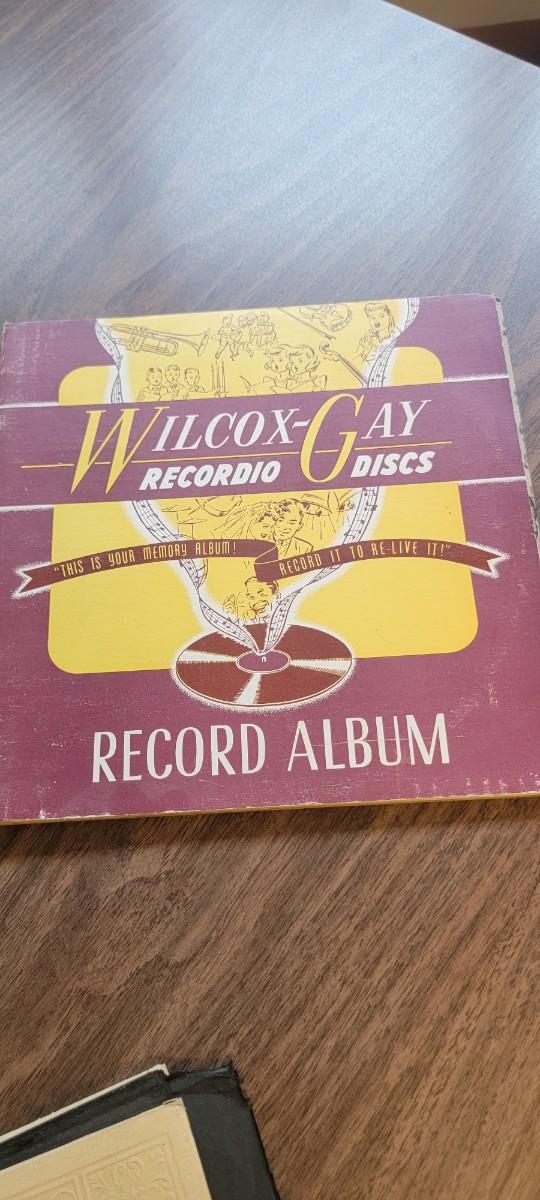 WILCOX-GAY
RECORDIO DISCS
"THIS IS YOUR MEMORY ALBUM! RECORD IT TO RE-LIVE IT!"
RECORD ALBUM